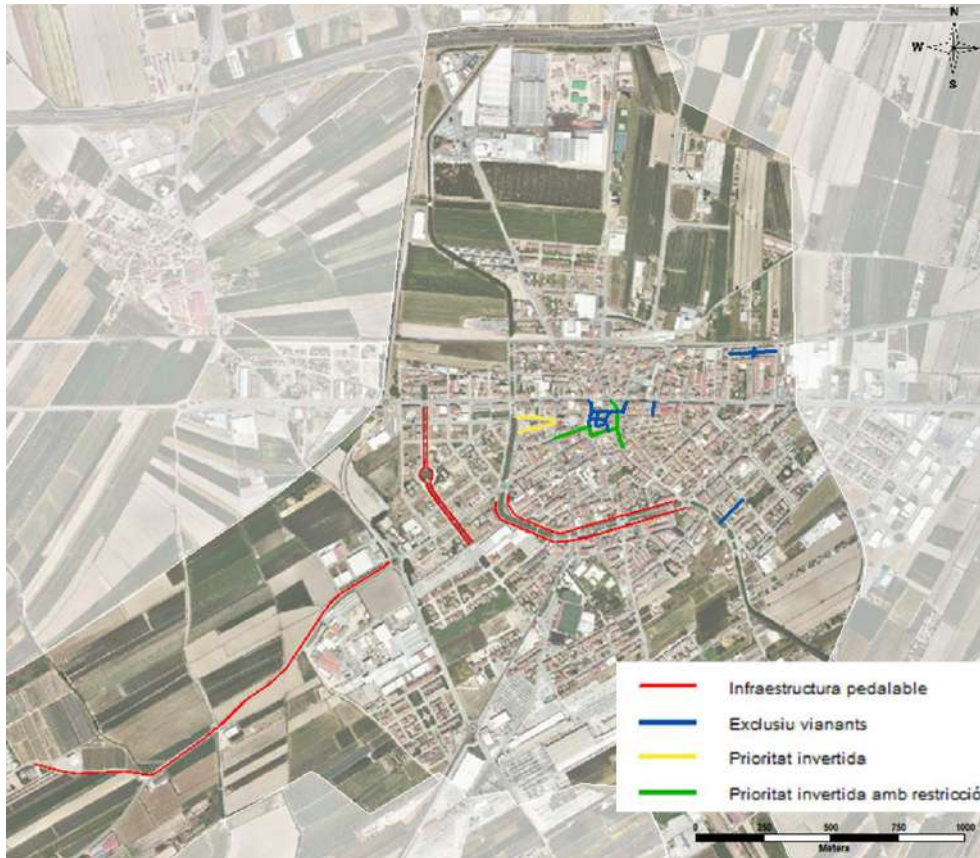 N
W
S
Infraestructura pedalable
Exclusiu vianants
Prioritat invertida
Prioritat invertida amb restricció
0 250 500 750 1000
Meters